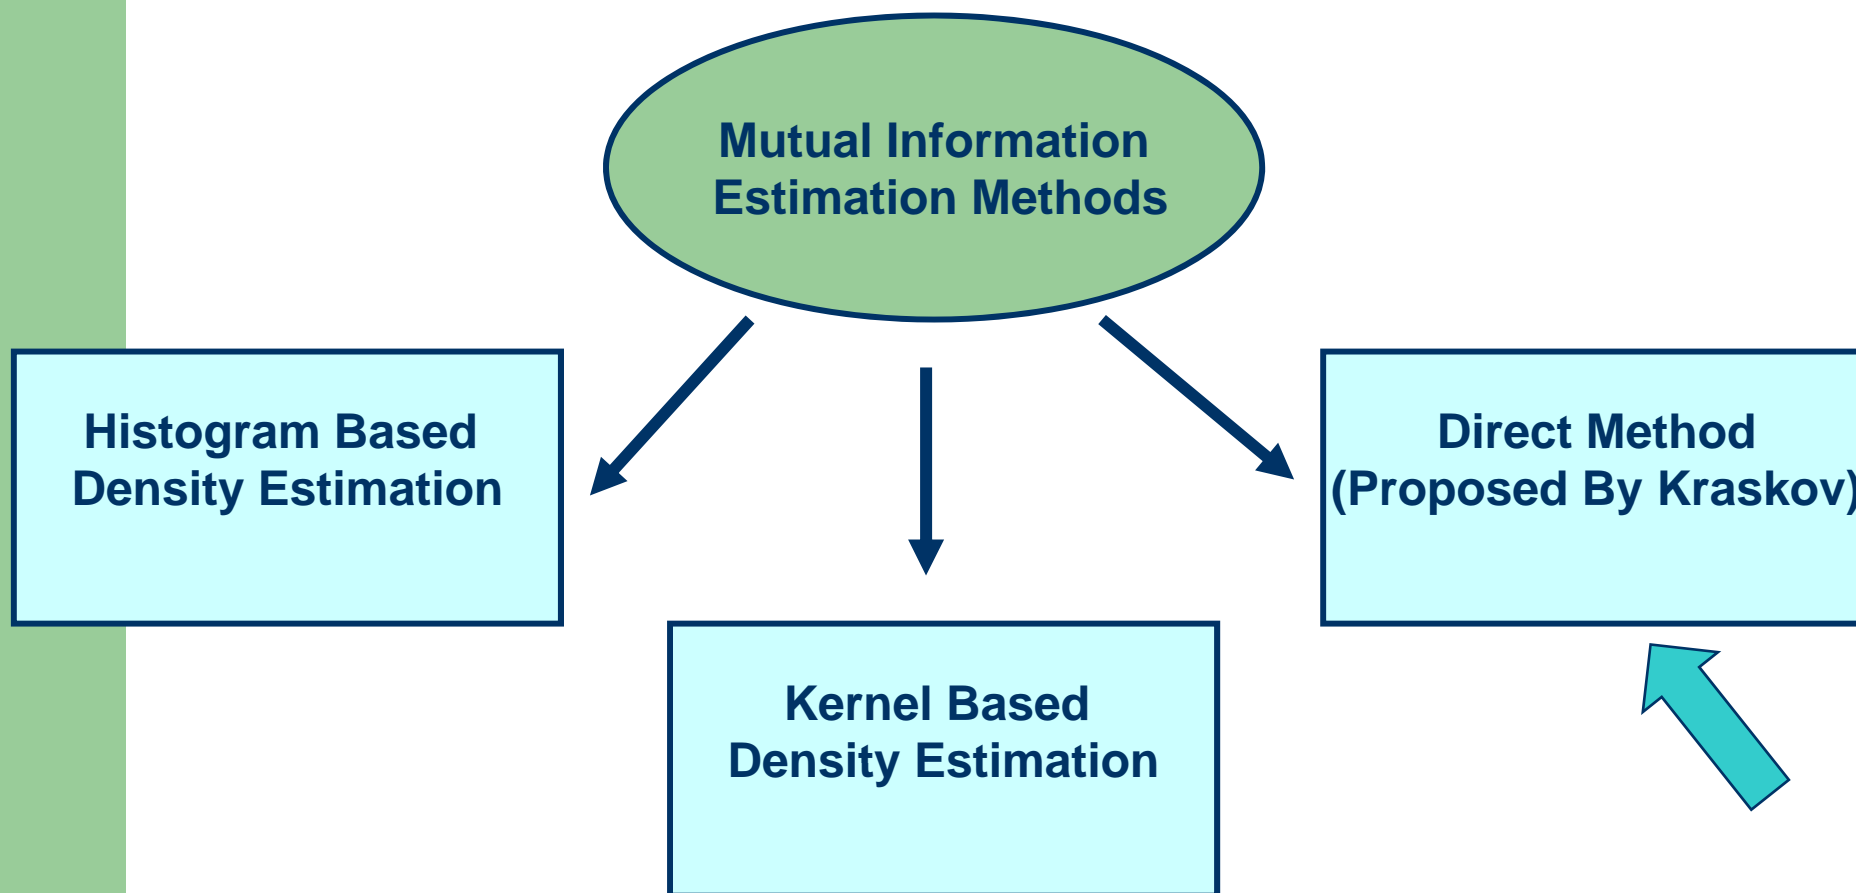 Mutual Information
Estimation Methods
Histogram Based
Density Estimation
Direct Method
(Proposed By Kraskov)
Kernel Based
Density Estimation